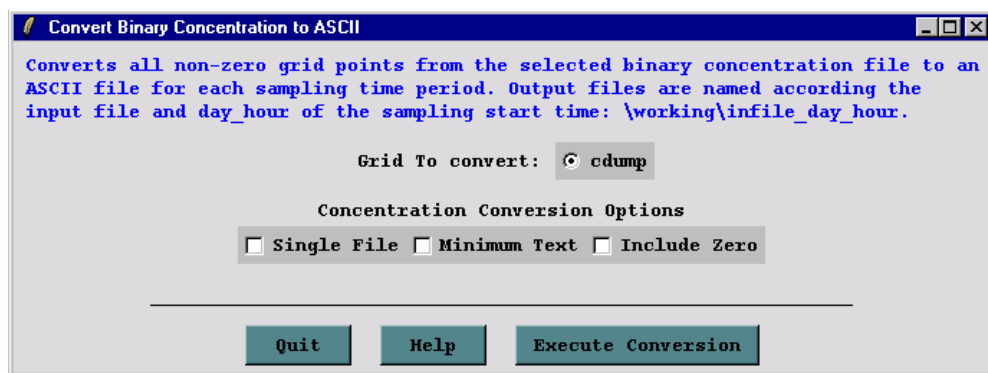 Convert Binary Concentration to ASCII
Converts all non-zero grid points from the selected binary concentration file to an
ASCII file for each sampling time period. Output files are named according the
input file and day_hour of the sampling start time: \working\infile_day_hour.
Grid To convert: cdump
Concentration Conversion Options
Single File Minimum Text Include Zero
Quit Help Execute Conversion